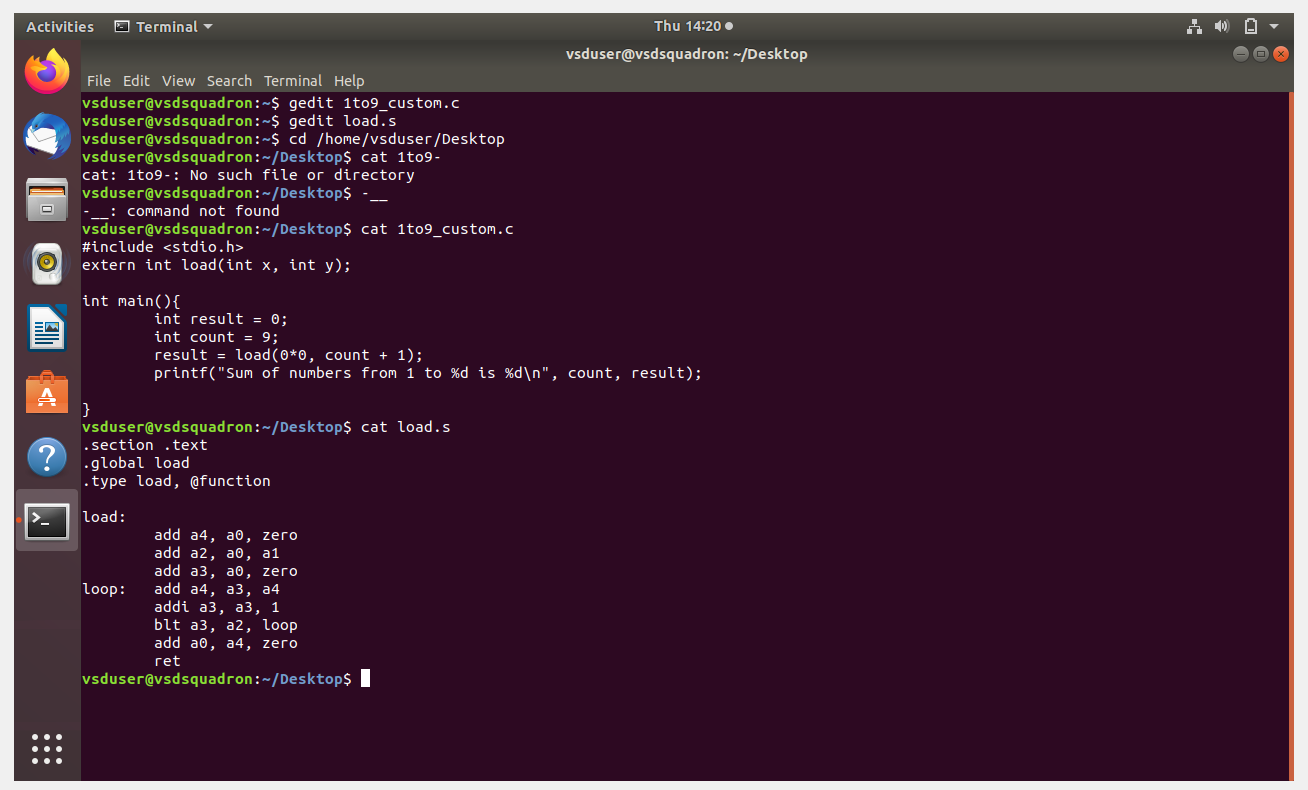 Activities Terminal Thu 14:20
vsduser@vsdsquadron: ~/Desktop
File Edit View Search Terminal Help
vsduser@vsdsquadron:~$ gedit 1to9_custom.c
vsduser@vsdsquadron:~$ gedit load.s
vsduser@vsdsquadron:~$ cd /home/vsduser/Desktop
vsduser@vsdsquadron:~/Desktop$ cat 1to9-
cat: 1to9-: No such file or directory
vsduser@vsdsquadron:~/Desktop$ -__
-__: command not found
vsduser@vsdsquadron:~/Desktop$ cat 1to9_custom.c
#include <stdio.h>
extern int load(int x, int y);

int main(){
        int result = 0;
        int count = 9;
        result = load(0*0, count + 1);
        printf("Sum of numbers from 1 to %d is %d\n", count, result);

}
vsduser@vsdsquadron:~/Desktop$ cat load.s
.section .text
.global load
.type load, @function

load:
        add a4, a0, zero
        add a2, a0, a1
        add a3, a0, zero
loop:   add a4, a3, a4
        addi a3, a3, 1
        blt a3, a2, loop
        add a0, a4, zero
        ret
vsduser@vsdsquadron:~/Desktop$